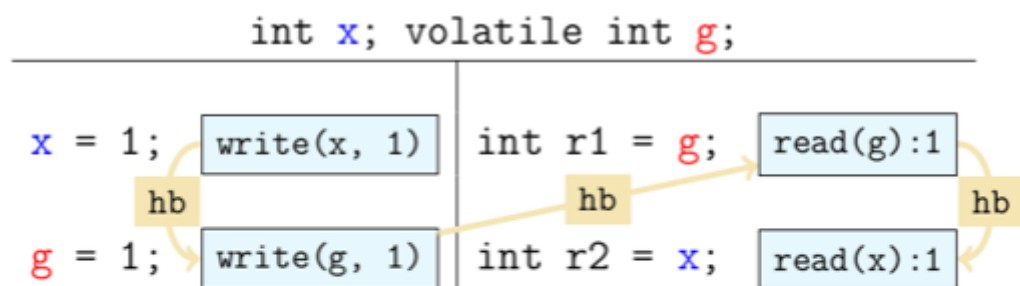 int x; volatile int g;
x = 1; write(x, 1) int r1 = g; read(g):1
hb hb hb
g = 1; write(g, 1) int r2 = x; read(x):1